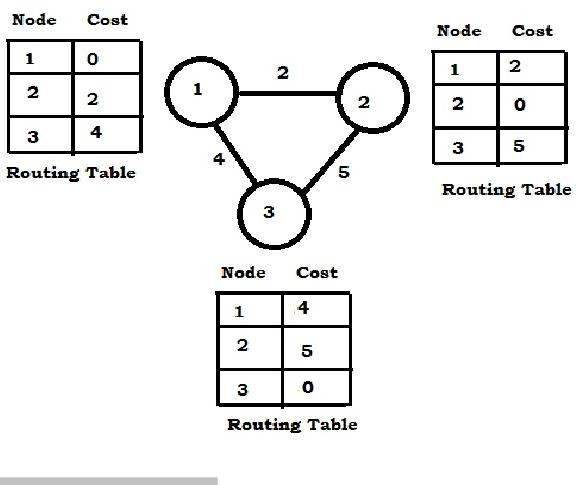 Node Cost
1 0
2 2
3 4
Routing Table
1
2
2
4
5
3
Node Cost
1 2
2 0
3 5
Routing Table
Node Cost
1 4
2 5
3 0
Routing Table